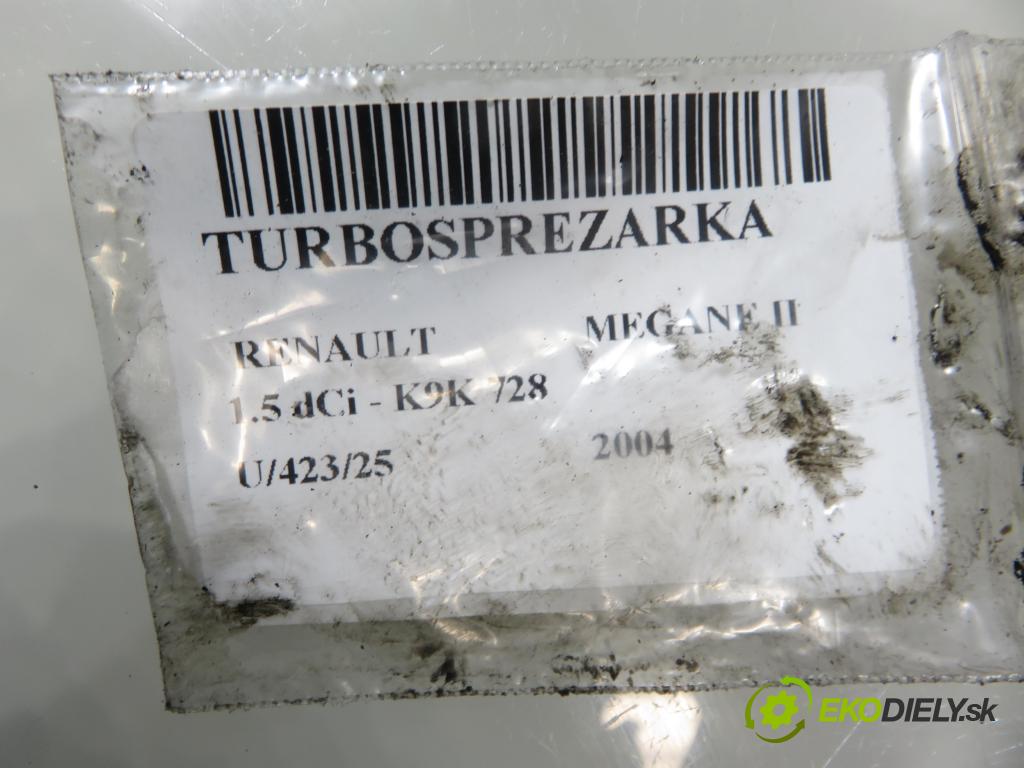 TURBOSPREZARKA
RENAULT MEGANE II
1.5 dCi - K9K 728
U/423/25 2004
EKODIELY.sk